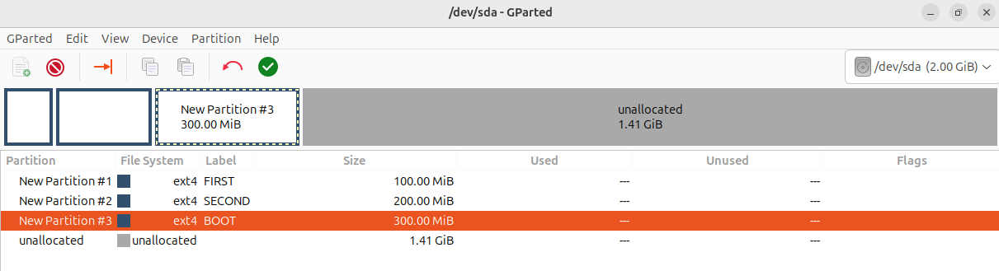 /dev/sda - GParted
GParted Edit View Device Partition Help
/dev/sda (2.00 GiB)
New Partition #3
300.00 MiB
unallocated
1.41 GiB
Partition File System Label Size Used Unused Flags
New Partition #1 ext4 FIRST 100.00 MiB --- ---
New Partition #2 ext4 SECOND 200.00 MiB --- ---
New Partition #3 ext4 BOOT 300.00 MiB --- ---
unallocated unallocated 1.41 GiB --- ---